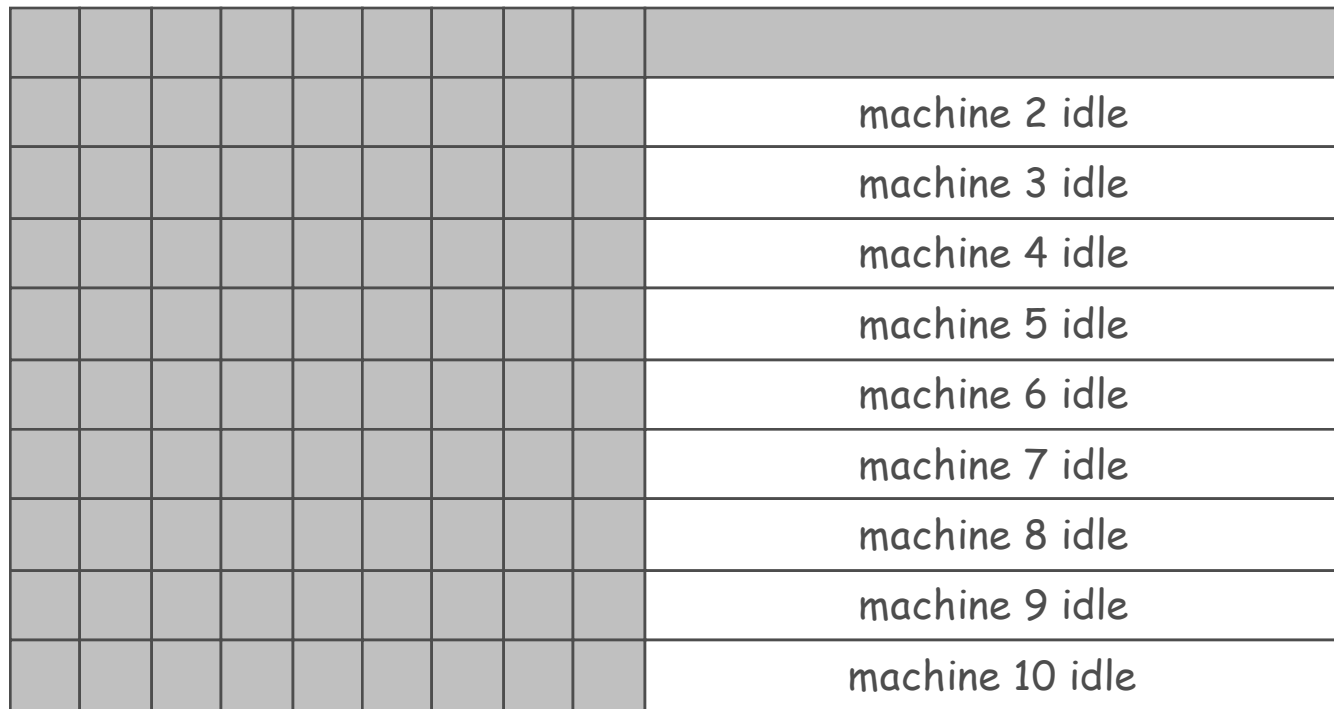 machine 2 idle
machine 3 idle
machine 4 idle
machine 5 idle
machine 6 idle
machine 7 idle
machine 8 idle
machine 9 idle
machine 10 idle